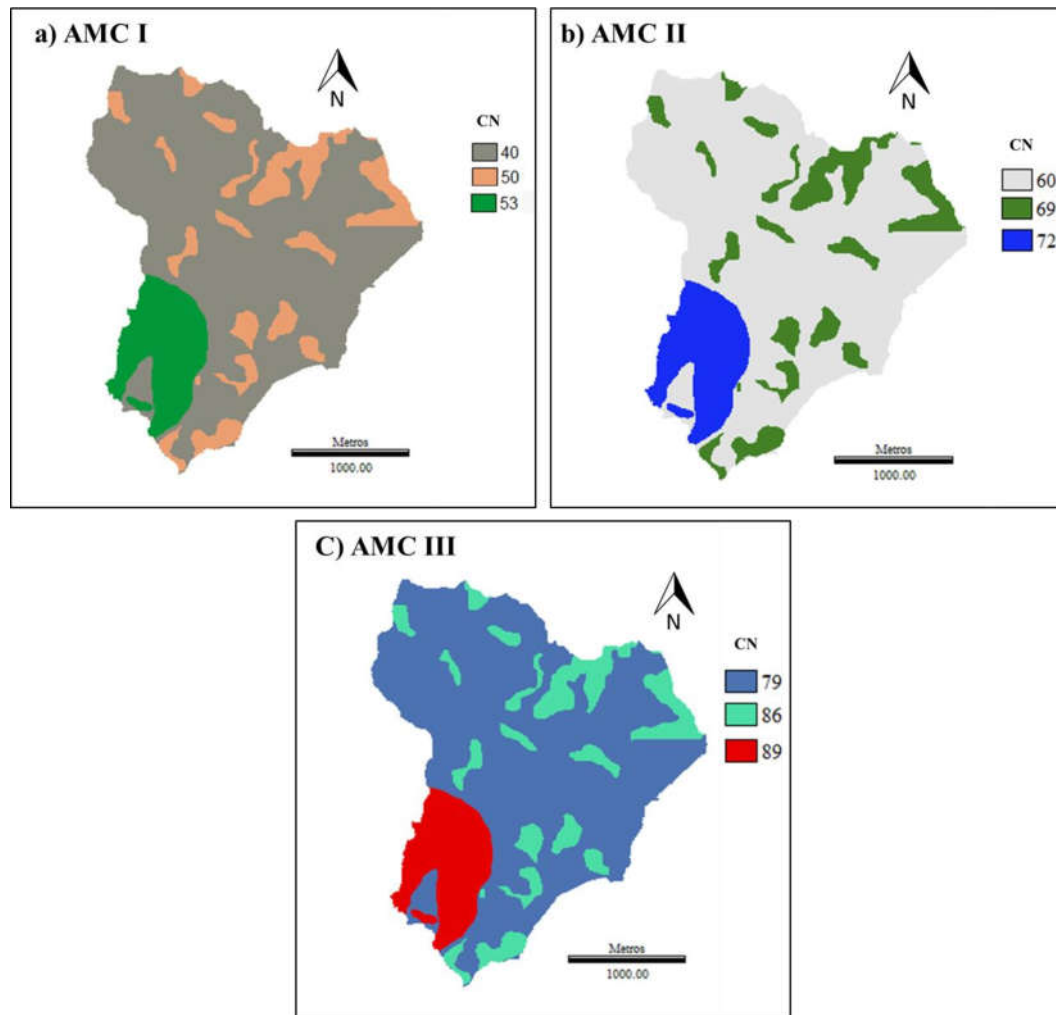 a) AMC I
N
CN
40
50
53
Metros
1000.00
b) AMC II
N
CN
60
69
72
Metros
1000.00
C) AMC III
N
CN
79
86
89
Metros
1000.00